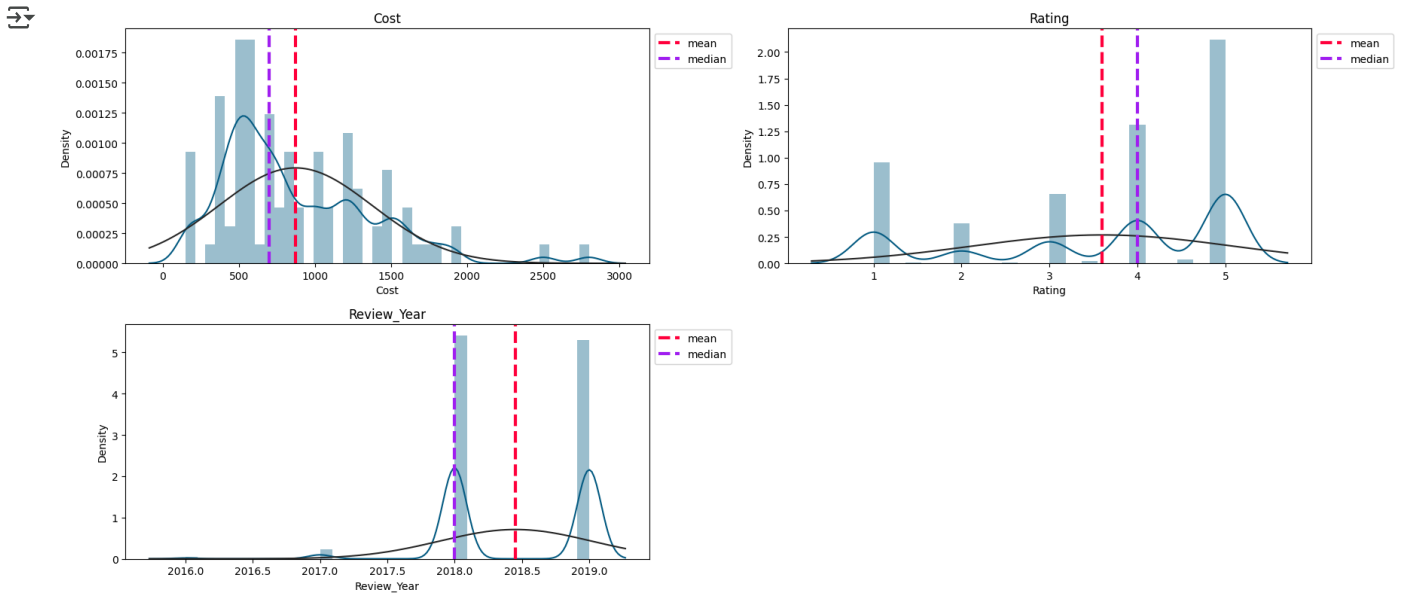 Cost
0.00175
0.00150
0.00125
0.00100
0.00075
0.00050
0.00025
0.00000
Density
0 500 1000 1500 2000 2500 3000
Cost
mean
median
Rating
2.00
1.75
1.50
1.25
1.00
0.75
0.50
0.25
0.00
Density
1 2 3 4 5
Rating
mean
median
Review_Year
5
4
3
2
1
0
Density
2016.0 2016.5 2017.0 2017.5 2018.0 2018.5 2019.0
Review_Year
mean
median